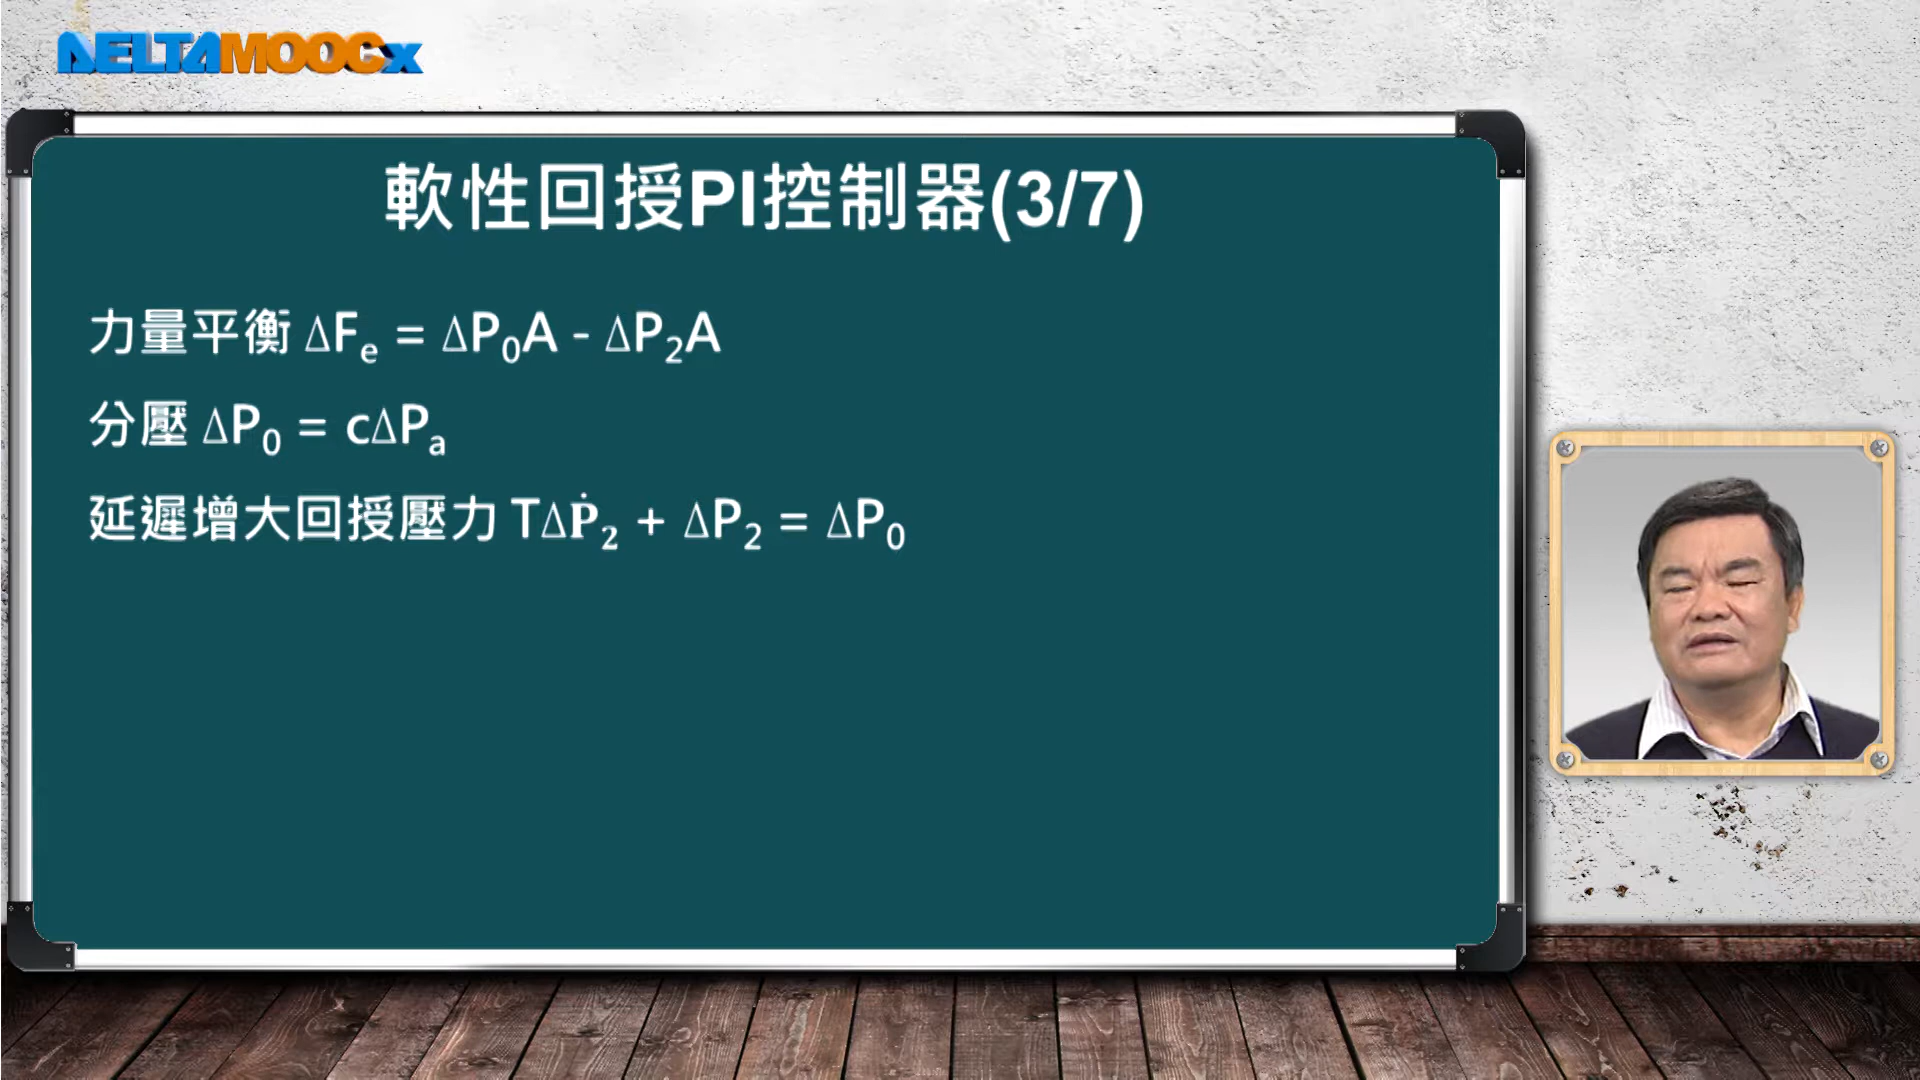 DELTAMOOCx
軟性回授PI控制器(3/7)
力量平衡 ΔFₑ = ΔP₀A - ΔP₂A
分壓 ΔP₀ = cΔPₐ
延遲增大回授壓力 TΔṖ₂ + ΔP₂ = ΔP₀